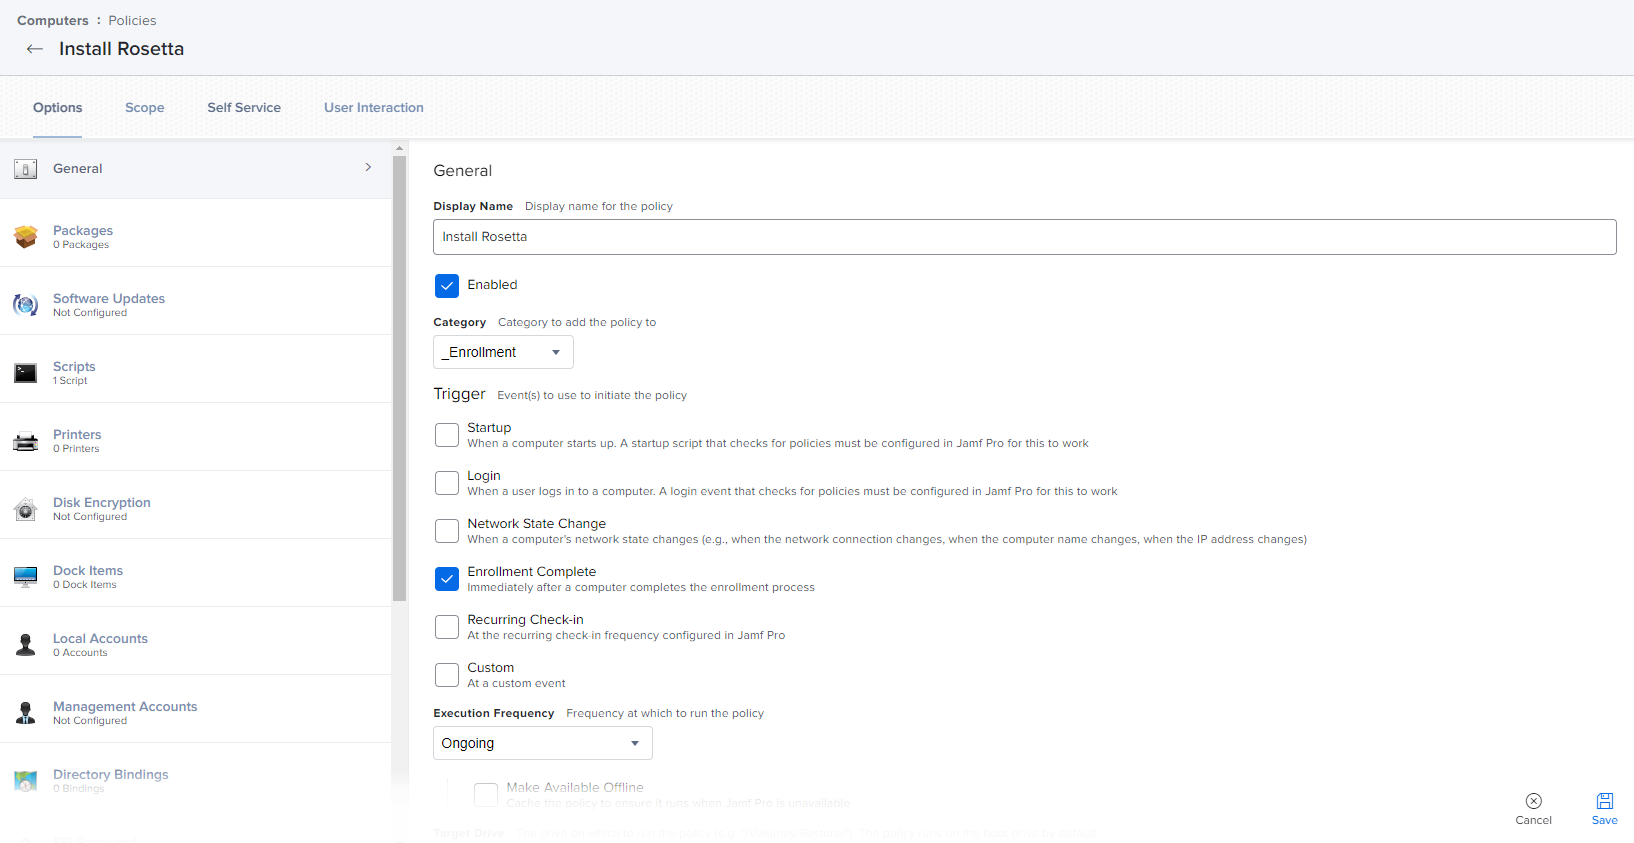 Computers : Policies
← Install Rosetta
Options Scope Self Service User Interaction
General
Packages
0 Packages
Software Updates
Not Configured
Scripts
1 Script
Printers
0 Printers
Disk Encryption
Not Configured
Dock Items
0 Dock Items
Local Accounts
0 Accounts
Management Accounts
Not Configured
Directory Bindings
0 Bindings
General
Display Name Display name for the policy
Install Rosetta
Enabled
Category Category to add the policy to
_Enrollment
Trigger Event(s) to use to initiate the policy
Startup
When a computer starts up. A startup script that checks for policies must be configured in Jamf Pro for this to work
Login
When a user logs in to a computer. A login event that checks for policies must be configured in Jamf Pro for this to work
Network State Change
When a computer's network state changes (e.g., when the network connection changes, when the computer name changes, when the IP address changes)
Enrollment Complete
Immediately after a computer completes the enrollment process
Recurring Check-in
At the recurring check-in frequency configured in Jamf Pro
Custom
At a custom event
Execution Frequency Frequency at which to run the policy
Ongoing
Make Available Offline
Cache the policy to ensure it runs when Jamf Pro is unavailable
Target Drive The drive on which to run the policy
Cancel Save